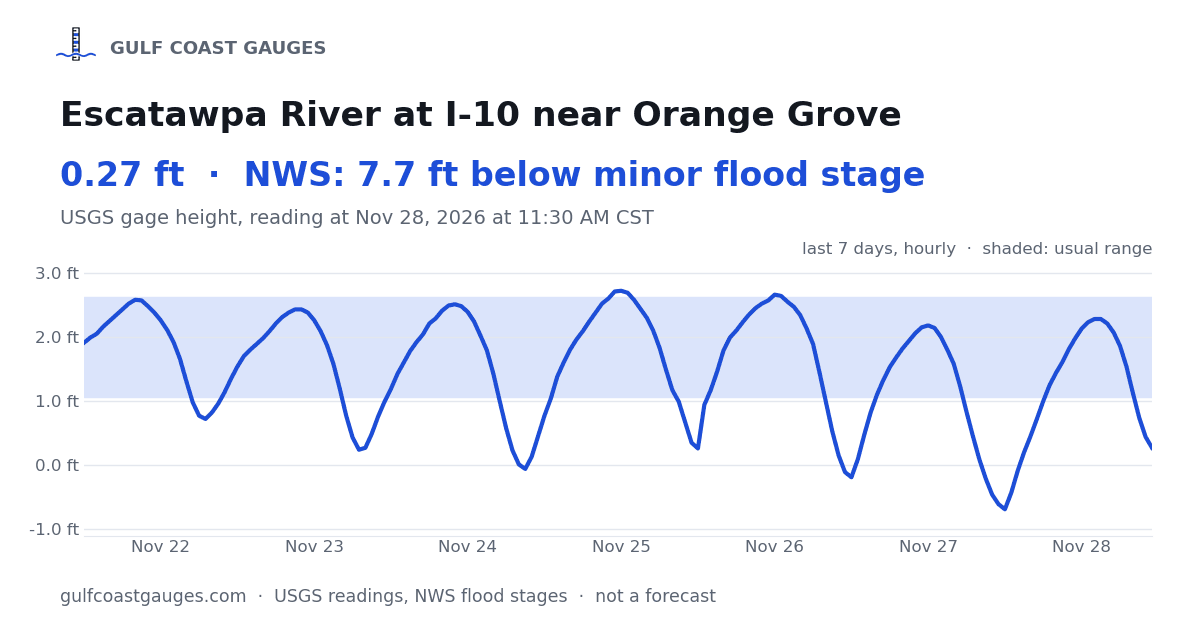 GULF COAST GAUGES
Escatawpa River at I-10 near Orange Grove
0.27 ft · NWS: 7.7 ft below minor flood stage
USGS gage height, reading at Nov 28, 2026 at 11:30 AM CST
last 7 days, hourly · shaded: usual range
3.0 ft
2.0 ft
1.0 ft
0.0 ft
-1.0 ft
Nov 22 Nov 23 Nov 24 Nov 25 Nov 26 Nov 27 Nov 28
gulfcoastgauges.com · USGS readings, NWS flood stages · not a forecast